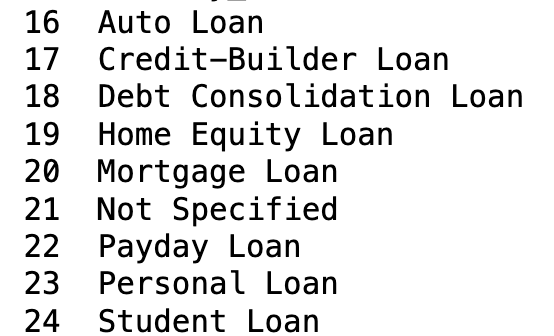 16 Auto Loan
17 Credit-Builder Loan
18 Debt Consolidation Loan
19 Home Equity Loan
20 Mortgage Loan
21 Not Specified
22 Payday Loan
23 Personal Loan
24 Student Loan